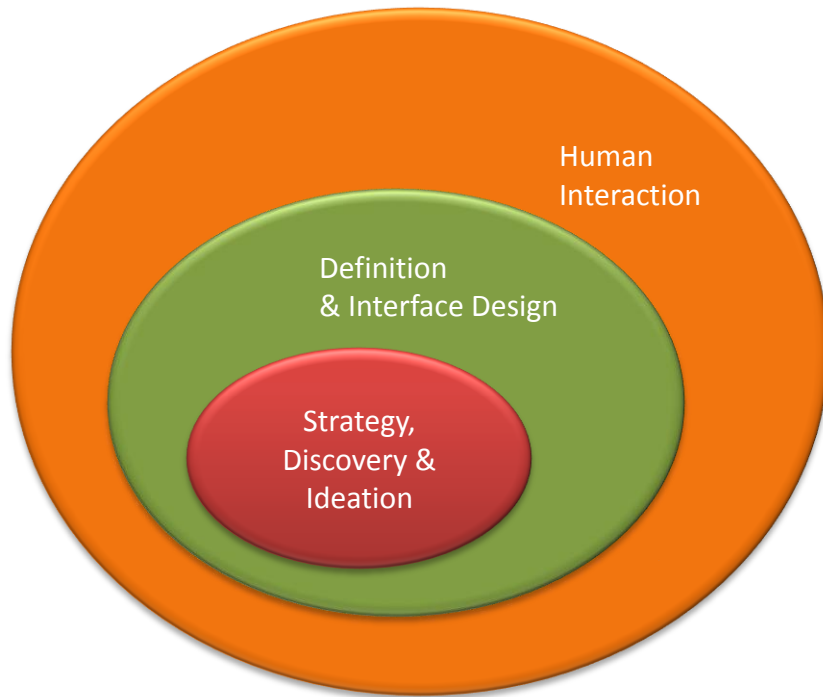 Human
Interaction
Definition
& Interface Design
Strategy,
Discovery &
Ideation